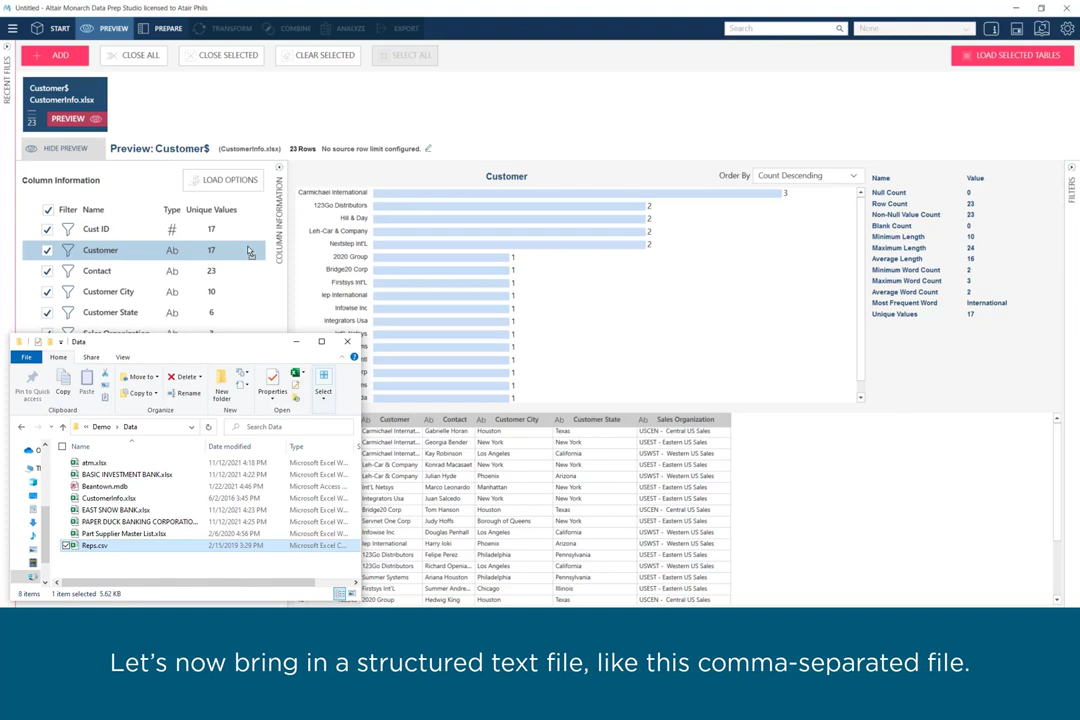 Untitled - Altair Monarch Data Prep Studio licensed to Atair Phils
START PREVIEW PREPARE TRANSFORM COMBINE ANALYZE EXPORT Search None
ADD CLOSE ALL CLOSE SELECTED CLEAR SELECTED SELECT ALL LOAD SELECTED TABLES
RECENT FILES
Customer$
CustomerInfo.xlsx
23 PREVIEW
HIDE PREVIEW Preview: Customer$ (CustomerInfo.xlsx) 23 Rows No source row limit configured.
Column Information LOAD OPTIONS
Filter Name Type Unique Values
Cust ID # 17
Customer Ab 17
Contact Ab 23
Customer City Ab 10
Customer State Ab 6
COLUMN INFORMATION
Customer Order By Count Descending
Carmichael International 3
123Go Distributors 2
Hill & Day 2
Leh-Car & Company 2
Nextstep Int'L 2
2020 Group 1
Bridge20 Corp 1
Firstsys Int'l 1
Iep International 1
Infowise Inc 1
Integrators Usa 1
Int'L Netsys 1
1
1
1
1
1
Name Value
Null Count 0
Row Count 23
Non-Null Value Count 23
Blank Count 0
Minimum Length 10
Maximum Length 24
Average Length 16
Minimum Word Count 2
Maximum Word Count 3
Average Word Count 2
Most Frequent Word International
Unique Values 17
FILTERS
Data
File Home Share View
Pin to Quick access Copy Paste Move to Copy to Delete Rename New folder Properties Select
Clipboard Organize New Open
Demo Data Search Data
Name Date modified Type
atm.xlsx 11/12/2021 4:18 PM Microsoft Excel W...
BASIC INVESTMENT BANK.xlsx 11/12/2021 4:22 PM Microsoft Excel W...
Beantown.mdb 1/22/2021 4:46 PM Microsoft Access ...
CustomerInfo.xlsx 6/2/2016 3:45 PM Microsoft Excel W...
EAST SNOW BANK.xlsx 11/12/2021 4:23 PM Microsoft Excel W...
PAPER DUCK BANKING CORPORATIO... 11/12/2021 4:25 PM Microsoft Excel W...
Part Supplier Master List.xlsx 2/6/2020 4:56 PM Microsoft Excel W...
Reps.csv 2/15/2019 3:29 PM Microsoft Excel C...
8 items 1 item selected 5.62 KB
Customer Ab Contact Ab Customer City Ab Customer State Ab Sales Organization
Carmichael Internat... Gabrielle Horan Houston Texas USCEN - Central US Sales
Carmichael Internat... Georgia Bender New York New York USEST - Eastern US Sales
Carmichael Internat... Kay Robinson New York New York USWST - Western US Sales
Leh-Car & Company Konrad Macasaet New York New York USEST - Eastern US Sales
Leh-Car & Company Julian Hyde Phoenix Arizona USWST - Western US Sales
Int'L Netsys Marco Leonardo Manhattan New York USEST - Eastern US Sales
Integrators Usa Juan Salcedo New York New York USEST - Eastern US Sales
Bridge20 Corp Tom Hanson Houston Texas USCEN - Central US Sales
Servnet One Corp Judy Hoffs Borough of Queens New York USEST - Eastern US Sales
Infowise Inc Douglas Penhall Los Angeles California USWST - Western US Sales
Iep International Harry Ioki Phoenix Arizona USWST - Western US Sales
123Go Distributors Felipe Perez Philadelphia Pennsylvania USEST - Eastern US Sales
123Go Distributors Richard Openia... Los Angeles California USWST - Western US Sales
Summer Systems Ariana Houston Philadelphia Pennsylvania USEST - Eastern US Sales
Firstsys Int'l Summer Andre... Chicago Illinois USEST - Eastern US Sales
2020 Group Hedwig King Houston Texas USCEN - Central US Sales
Let's now bring in a structured text file, like this comma-separated file.